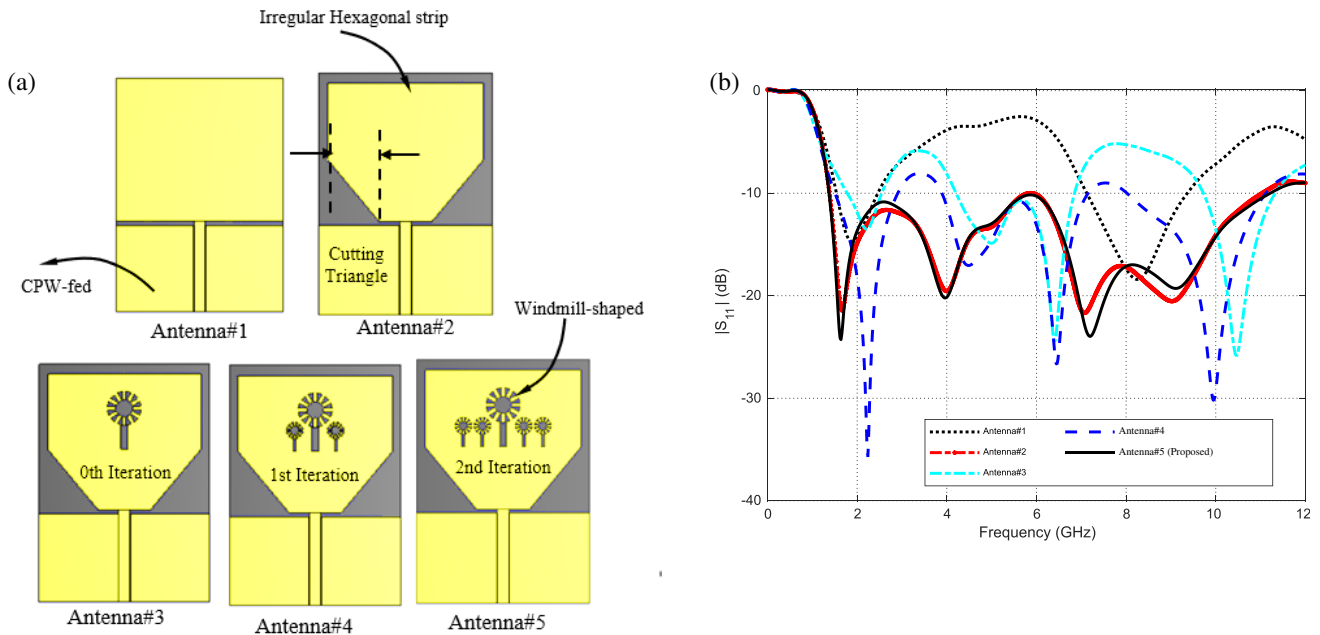 (a)
Irregular Hexagonal strip
Cutting
Triangle
CPW-fed
Antenna#1
Antenna#2
Windmill-shaped
0th Iteration
1st Iteration
2nd Iteration
Antenna#3
Antenna#4
Antenna#5
(b)
|S11| (dB)
0
-10
-20
-30
-40
0 2 4 6 8 10 12
Frequency (GHz)
Antenna#1
Antenna#2
Antenna#3
Antenna#4
Antenna#5 (Proposed)